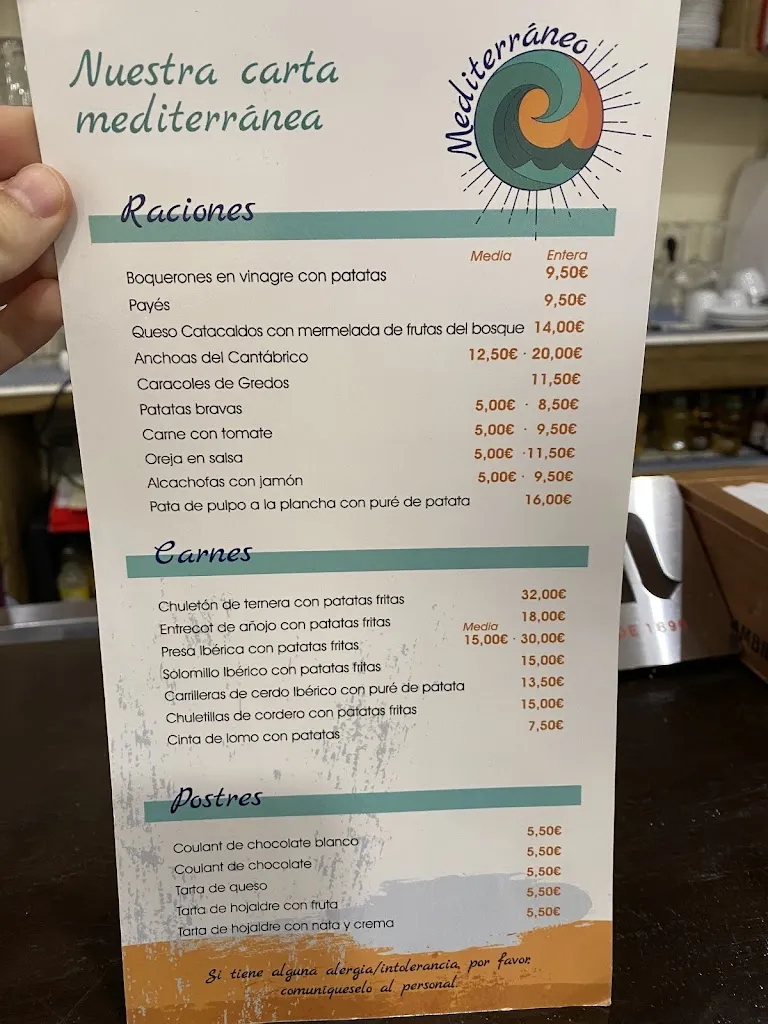 Nuestra carta
mediterránea
Mediterráneo
Raciones
Media Entera
Boquerones en vinagre con patatas 9,50€
Payés 9,50€
Queso Catacaldos con mermelada de frutas del bosque 14,00€
Anchoas del Cantábrico 12,50€ · 20,00€
Caracoles de Gredos 11,50€
Patatas bravas 5,00€ · 8,50€
Carne con tomate 5,00€ · 9,50€
Oreja en salsa 5,00€ · 11,50€
Alcachofas con jamón 5,00€ · 9,50€
Pata de pulpo a la plancha con puré de patata 16,00€
Carnes
Chuletón de ternera con patatas fritas 32,00€
Entrecot de añojo con patatas fritas 18,00€
Media
Presa Ibérica con patatas fritas 15,00€ · 30,00€
Solomillo Ibérico con patatas fritas 15,00€
Carrilleras de cerdo Ibérico con puré de patata 13,50€
Chuletillas de cordero con patatas fritas 15,00€
Cinta de lomo con patatas 7,50€
Postres
Coulant de chocolate blanco 5,50€
Coulant de chocolate 5,50€
Tarta de queso 5,50€
Tarta de hojaldre con fruta 5,50€
Tarta de hojaldre con nata y crema 5,50€
Si tiene alguna alergia/intolerancia, por favor,
comuniqueselo al personal.